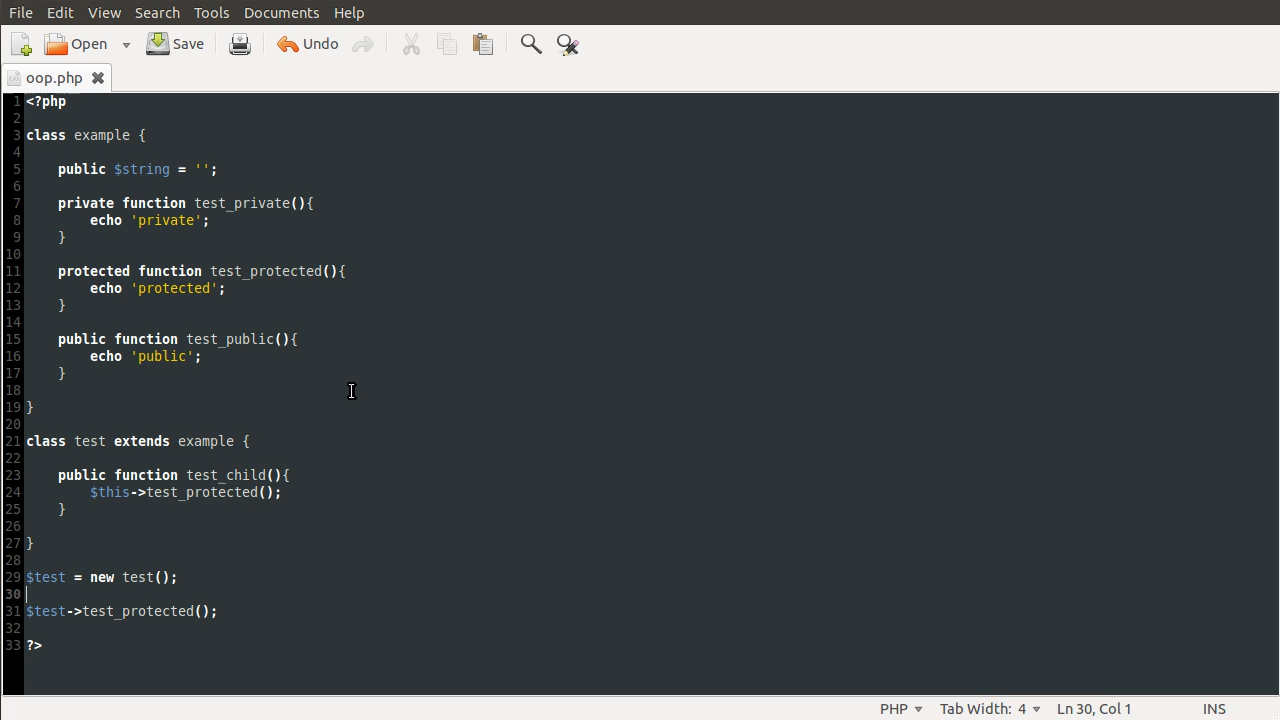 File Edit View Search Tools Documents Help
Open Save Undo
oop.php
1 <?php
2
3 class example {
4
5     public $string = '';
6
7     private function test_private(){
8         echo 'private';
9     }
10
11     protected function test_protected(){
12         echo 'protected';
13     }
14
15     public function test_public(){
16         echo 'public';
17     }
18
19 }
20
21 class test extends example {
22
23     public function test_child(){
24         $this->test_protected();
25     }
26
27 }
28
29 $test = new test();
30
31 $test->test_protected();
32
33 ?>
PHP Tab Width: 4 Ln 30, Col 1 INS